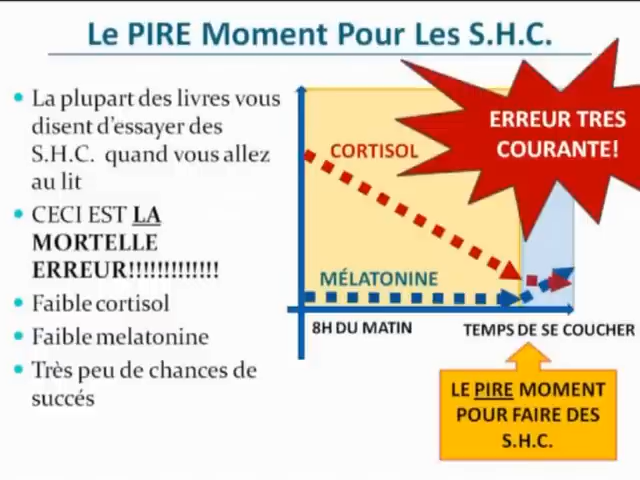 Le PIRE Moment Pour Les S.H.C.
• La plupart des livres vous
disent d'essayer des
S.H.C. quand vous allez
au lit
• CECI EST LA
MORTELLE
ERREUR!!!!!!!!!!!!!
• Faible cortisol
• Faible melatonine
• Très peu de chances de
succés
ERREUR TRES
COURANTE!
CORTISOL
MÉLATONINE
8H DU MATIN
TEMPS DE SE COUCHER
LE PIRE MOMENT
POUR FAIRE DES
S.H.C.